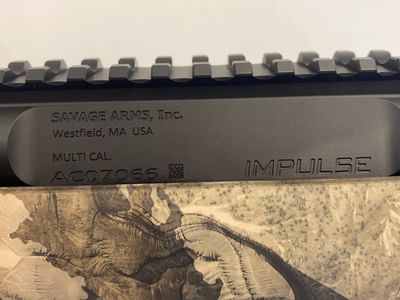 SAVAGE ARMS, Inc.
Westfield, MA USA
MULTI CAL.
AC07066
IMPULSE